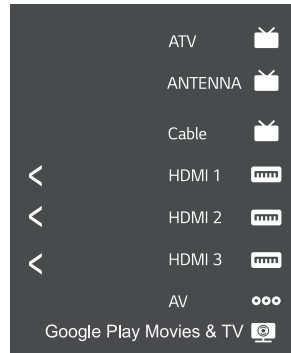 ATV
ANTENNA
Cable
< HDMI 1
< HDMI 2
< HDMI 3
AV
Google Play Movies & TV